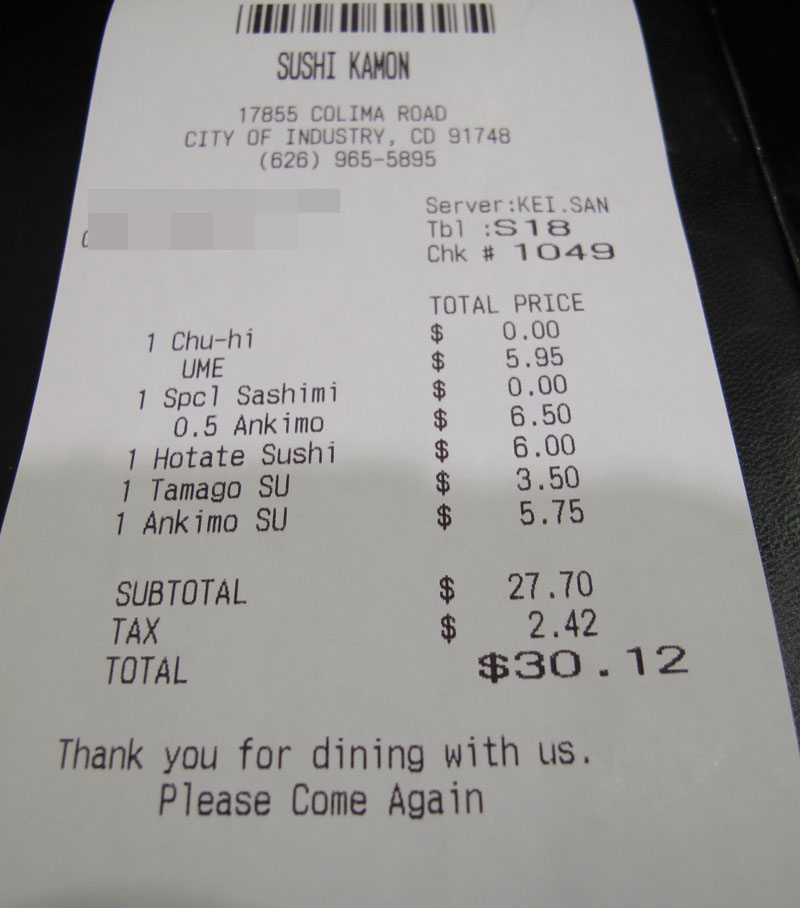 SUSHI KAMON
17855 COLIMA ROAD
CITY OF INDUSTRY, CD 91748
(626) 965-5895
Server:KEI.SAN
Tbl :S18
Chk # 1049
TOTAL PRICE
1 Chu-hi $ 0.00
UME $ 5.95
1 Spcl Sashimi $ 0.00
0.5 Ankimo $ 6.50
1 Hotate Sushi $ 6.00
1 Tamago SU $ 3.50
1 Ankimo SU $ 5.75
SUBTOTAL $ 27.70
TAX $ 2.42
TOTAL $30.12
Thank you for dining with us.
Please Come Again